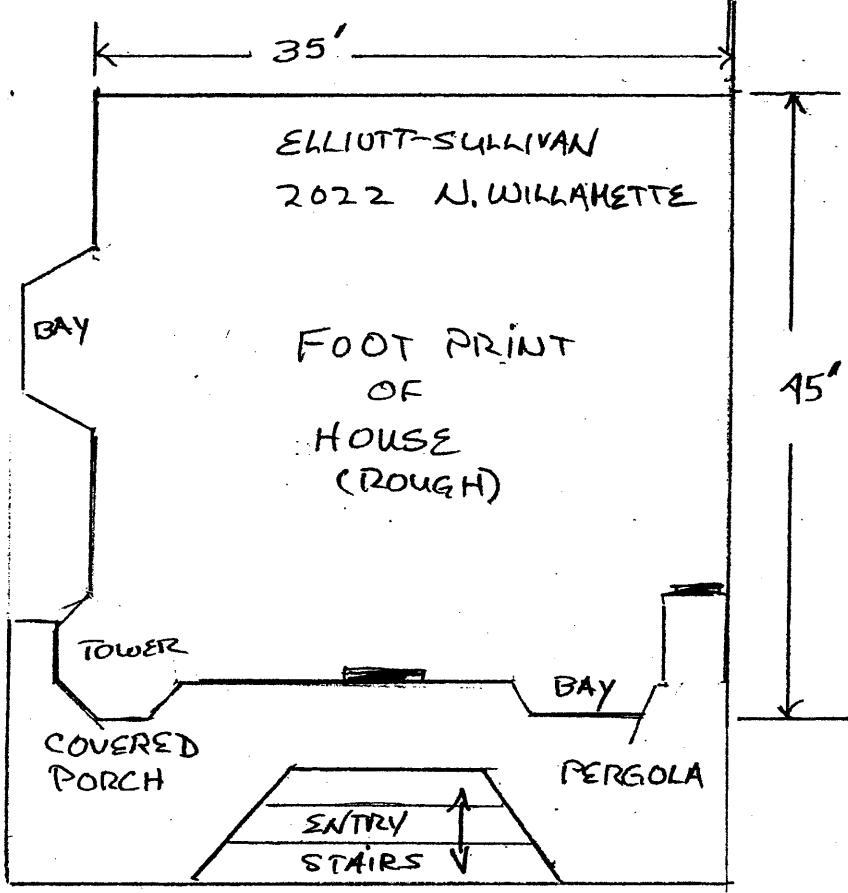 35'
ELLIOTT-SULLIVAN
2022 N. WILLAMETTE
BAY
FOOT PRINT
OF
HOUSE
(ROUGH)
45'
TOWER
BAY
COVERED
PORCH
PERGOLA
ENTRY
STAIRS